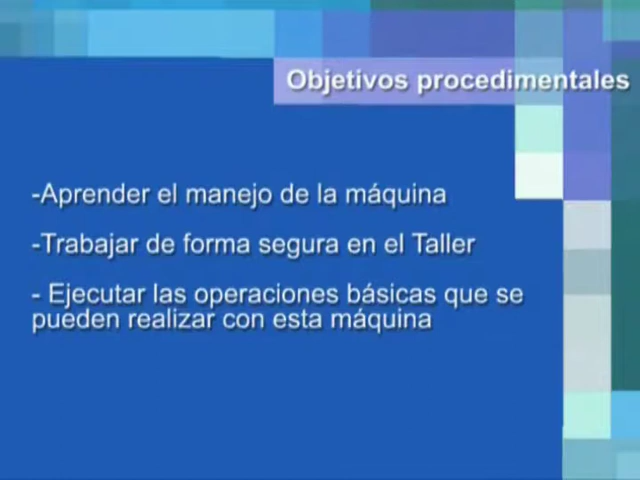 Objetivos procedimentales
-Aprender el manejo de la máquina
-Trabajar de forma segura en el Taller
- Ejecutar las operaciones básicas que se
pueden realizar con esta máquina